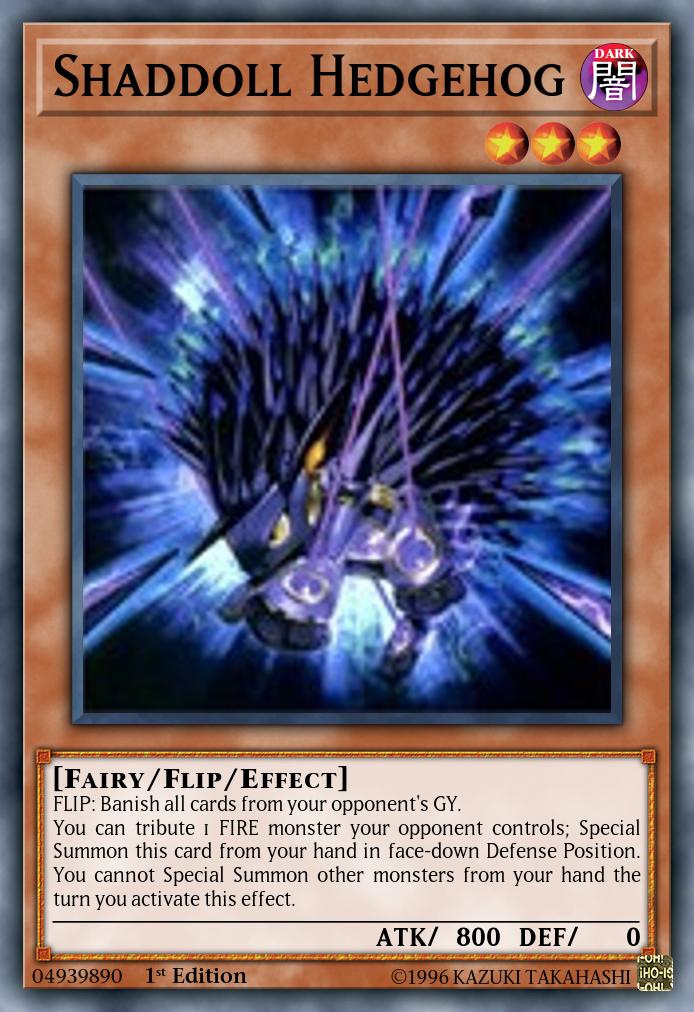 SHADDOLL HEDGEHOG
DARK
闇
[FAIRY/FLIP/EFFECT]
FLIP: Banish all cards from your opponent's GY.
You can tribute 1 FIRE monster your opponent controls; Special
Summon this card from your hand in face-down Defense Position.
You cannot Special Summon other monsters from your hand the
turn you activate this effect.
ATK/ 800 DEF/ 0
04939890 1st Edition ©1996 KAZUKI TAKAHASHI